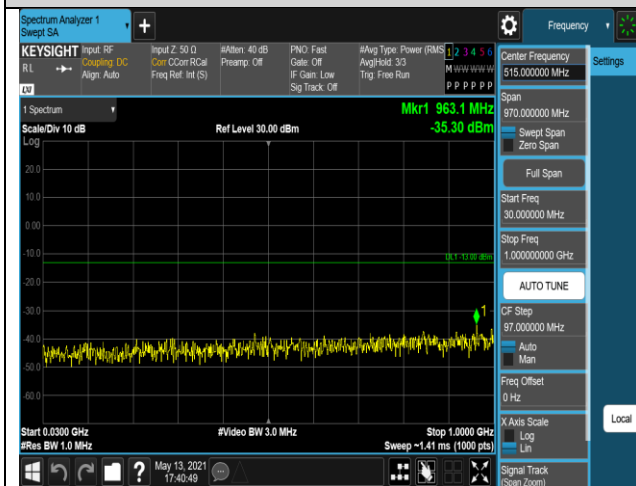 Spectrum Analyzer 1
Swept SA
+
Frequency
KEYSIGHT
RL
LXI
Input: RF
Coupling: DC
Align: Auto
Input Z: 50 Ω
Corr CCorr RCal
Freq Ref: Int (S)
#Atten: 40 dB
Preamp: Off
PNO: Fast
Gate: Off
IF Gain: Low
Sig Track: Off
#Avg Type: Power (RMS
Avg|Hold: 3/3
Trig: Free Run
1 2 3 4 5 6
M W W W W W
P P P P P P
1 Spectrum
Mkr1 963.1 MHz
Scale/Div 10 dB
Ref Level 30.00 dBm
-35.30 dBm
Log
20.0
10.0
0.00
-10.0
DL1 -13.00 dBm
-20.0
-30.0
1
-40.0
-50.0
-60.0
Start 0.0300 GHz
#Video BW 3.0 MHz
Stop 1.0000 GHz
#Res BW 1.0 MHz
Sweep ~1.41 ms (1000 pts)
?
May 13, 2021
17:40:49
Center Frequency
515.000000 MHz
Settings
Span
970.000000 MHz
Swept Span
Zero Span
Full Span
Start Freq
30.000000 MHz
Stop Freq
1.000000000 GHz
AUTO TUNE
CF Step
97.000000 MHz
Auto
Man
Freq Offset
0 Hz
X Axis Scale
Log
Lin
Local
Signal Track
(Span Zoom)